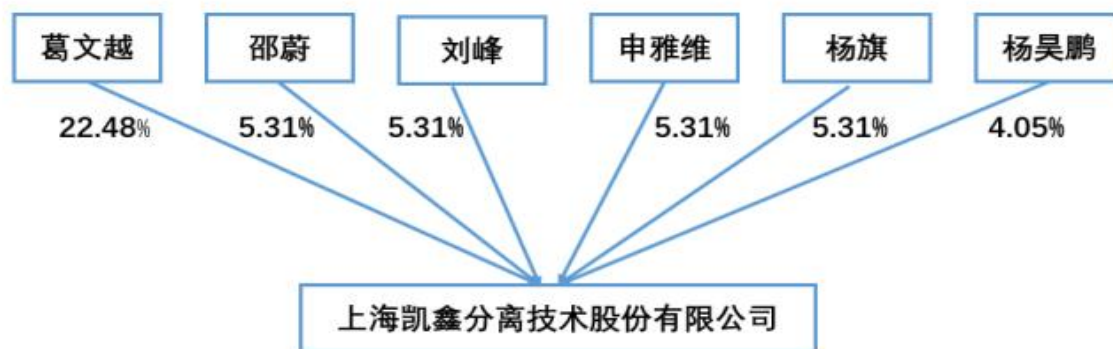 葛文越 邵蔚 刘峰 申雅维 杨旗 杨昊鹏
22.48% 5.31% 5.31% 5.31% 5.31% 4.05%
上海凯鑫分离技术股份有限公司